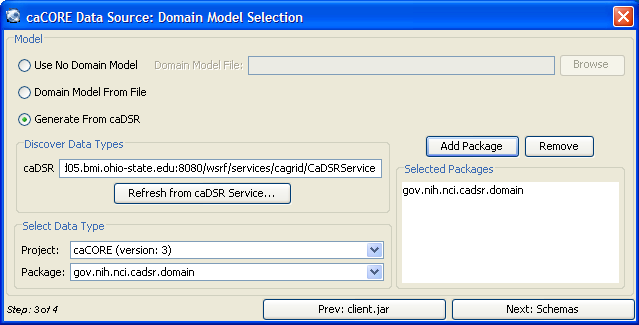 caCORE Data Source: Domain Model Selection
Model
Use No Domain Model
Domain Model File:
Browse
Domain Model From File
Generate From caDSR
Discover Data Types
caDSR
05.bmi.ohio-state.edu:8080/wsrf/services/cagrid/CaDSRService
Refresh from caDSR Service...
Add Package
Remove
Selected Packages
gov.nih.nci.cadsr.domain
Select Data Type
Project:
caCORE (version: 3)
Package:
gov.nih.nci.cadsr.domain
Step: 3 of 4
Prev: client.jar
Next: Schemas